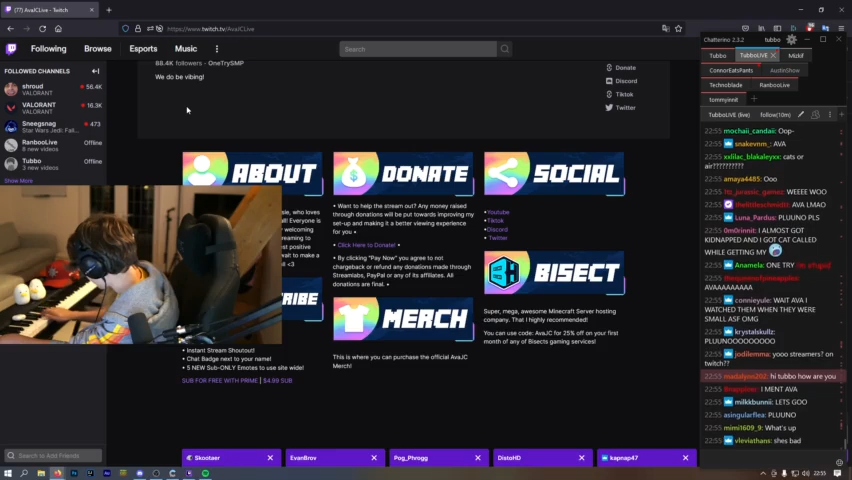 (77) AvaJCLive - Twitch
https://www.twitch.tv/AvaJCLive
Following
Browse
Esports
Music
Search
FOLLOWED CHANNELS
shroud
VALORANT
56.4K
VALORANT
VALORANT
16.3K
Sneegsnag
Star Wars Jedi: Fall...
473
RanbooLive
8 new videos
Offline
Tubbo
3 new videos
Offline
Show More
Search to Add Friends
88.4K followers - OneTrySMP
We do be vibing!
Donate
Discord
Tiktok
Twitter
ABOUT
DONATE
• Want to help the stream out? Any money raised
through donations will be put towards improving my
set-up and making it a better viewing experience
for you •
• Click Here to Donate! •
• By clicking "Pay Now" you agree to not
chargeback or refund any donations made through
Streamlabs, PayPal or any of its affiliates. All
donations are final. •
SOCIAL
•Youtube
•Tiktok
•Discord
• Twitter
BISECT
Super, mega, awesome Minecraft Server hosting
company. That I highly recommended!
You can use code: AvaJC for 25% off on your first
month of any of Bisects gaming services!
MERCH
This is where you can purchase the official AvaJC
Merch!
• Instant Stream Shoutout!
• Chat Badge next to your name!
• 5 NEW Sub-ONLY Emotes to use site wide!
SUB FOR FREE WITH PRIME | $4.99 SUB
Skootaer
EvanBrov
Pog_Phrogg
DistoHD
kapnap47
Chatterino 2.3.2
tubbo
Tubbo
TubboLIVE
Mizkif
ConnorEatsPants
AustinShow
Technoblade
RanbooLive
tommyinnit
TubboLIVE (live)
follow(10m)
22:55 mochaii_candaii: Oop-
22:55 snakevnm_: AVA
22:55 xxlilac_blakaleyxx: cats or
air??????????
22:55 amaya4485: Ooo
22:55 WEEEE WOO
22:55 AVA LMAO
22:55 Luna_Pardus: PLUUNO PLS
22:55 0m0rinnit: I ALMOST GOT
KIDNAPPED AND I GOT CAT CALLED
WHILE GETTING MY
22:55 Anamela: ONE TRY
AVAAAAAAAA
22:55 connieyule: WAIT AVA I
WATCHED THEM WHEN THEY WERE
SMALL ASF OMG
22:55 krystalskullz:
PLUUNOOOOOOOO
22:55 jodilemma: yooo streamers? on
twitch??
22:55 madalynn202: hi tubbo how are you
22:55 I MENT AVA
22:55 milkkbunnii: LETS GOO
22:55 asingularflea: PLUUNO
22:55 mimi1609_9: What's up
22:55 vleviathans: shes bad
22:55